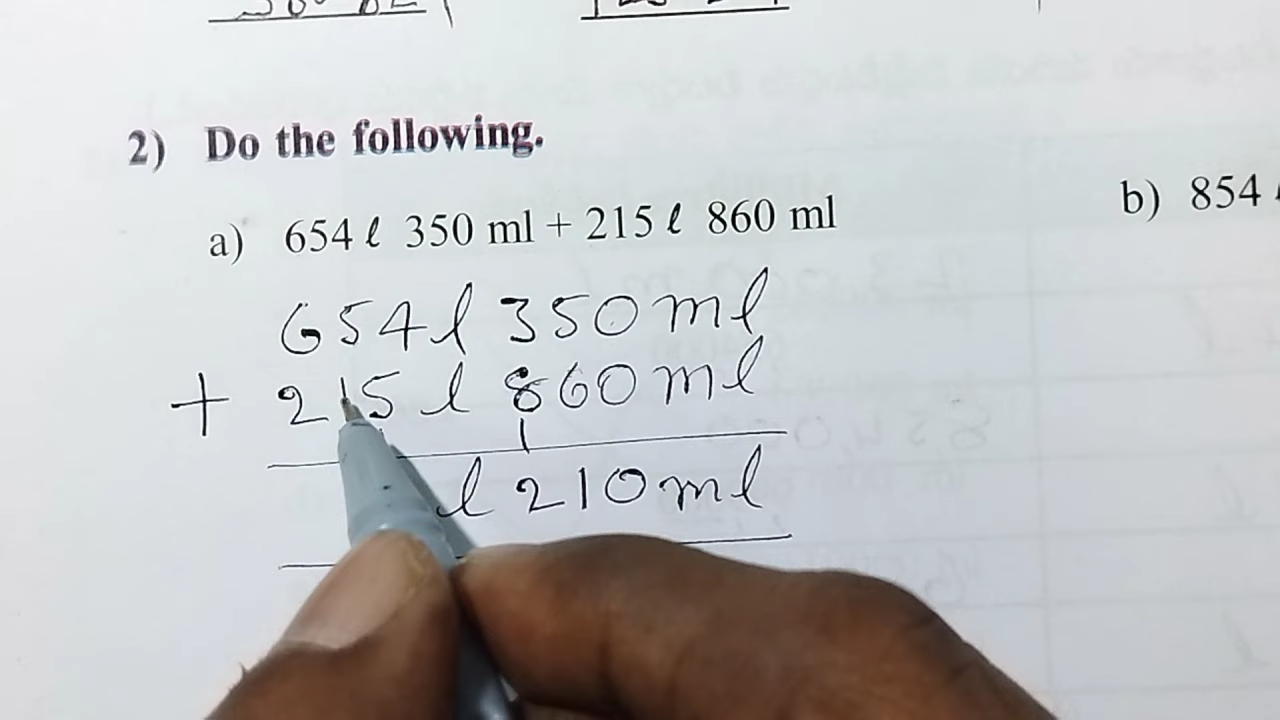 2) Do the following.
a) 654 ℓ 350 ml + 215 ℓ 860 ml
b) 854
654 l 350 ml
+ 215 l 860 ml
1
l 210 ml